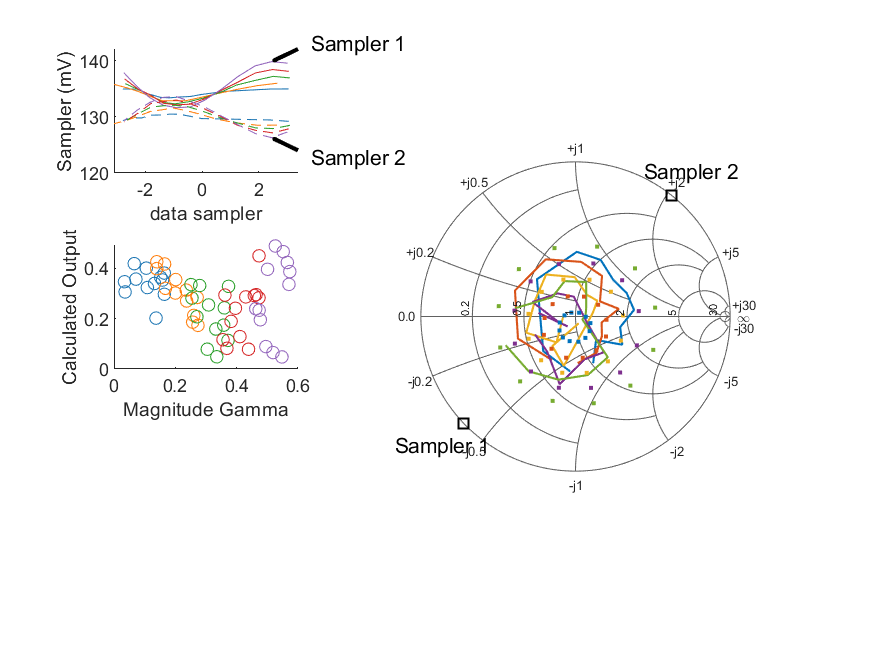 Sampler 1
140
130
120
Sampler (mV)
-2
0
2
data sampler
Sampler 2
0.4
0.2
0
Calculated Output
0
0.2
0.4
0.6
Magnitude Gamma
+j1
Sampler 2
+j2
+j0.5
+j0.2
+j5
0.0
0.2
0.5
1
2
5
30
+j30
∞
-j30
-j0.2
-j5
Sampler 1
-j0.5
-j2
-j1